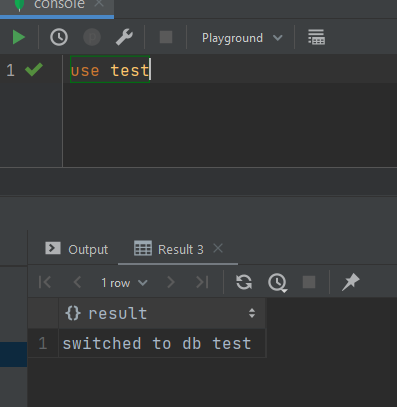 console
Playground
1 use test
Output
Result 3
1 row
{} result
1 switched to db test